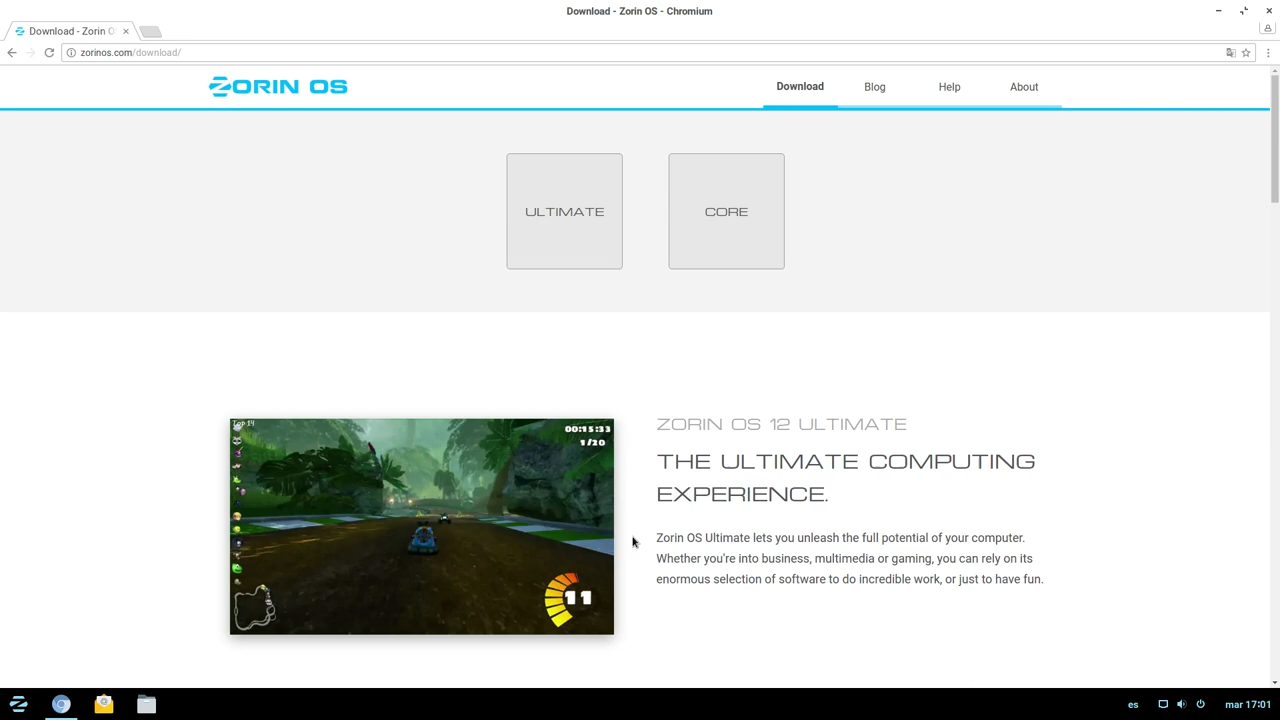 Download - Zorin OS - Chromium
Download - Zorin O
zorinos.com/download/
ZORIN OS
Download
Blog
Help
About
ULTIMATE
CORE
Top 14
00:15:33
1/20
11
ZORIN OS 12 ULTIMATE
THE ULTIMATE COMPUTING
EXPERIENCE.
Zorin OS Ultimate lets you unleash the full potential of your computer.
Whether you're into business, multimedia or gaming, you can rely on its
enormous selection of software to do incredible work, or just to have fun.
es
mar 17:01